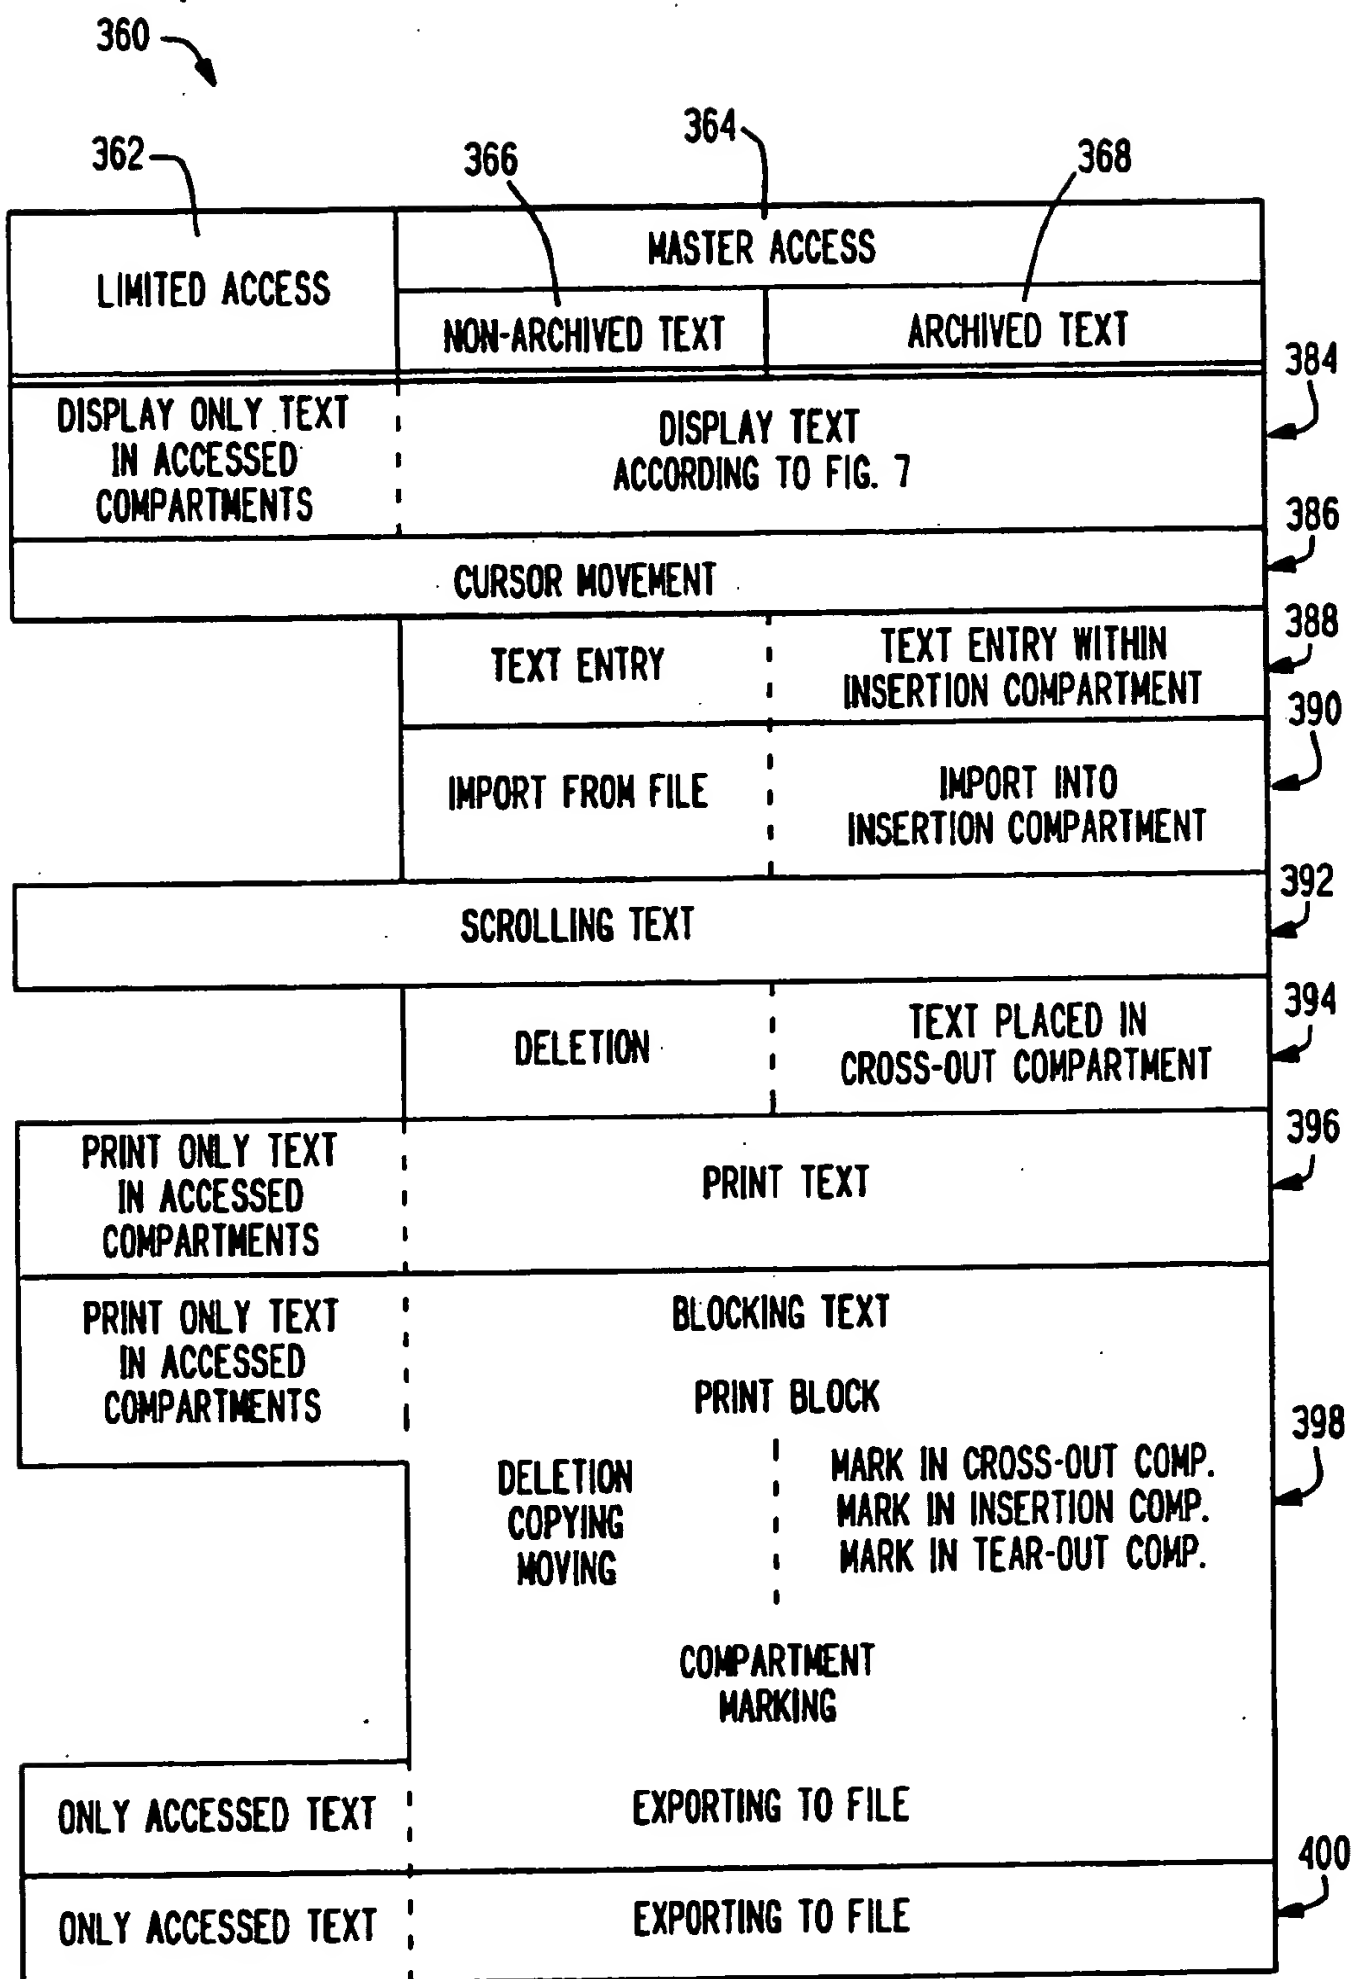 360
362
366
364
368
LIMITED ACCESS
MASTER ACCESS
NON-ARCHIVED TEXT
ARCHIVED TEXT
384
DISPLAY ONLY TEXT
IN ACCESSED
COMPARTMENTS
DISPLAY TEXT
ACCORDING TO FIG. 7
386
CURSOR MOVEMENT
388
TEXT ENTRY
TEXT ENTRY WITHIN
INSERTION COMPARTMENT
390
IMPORT FROM FILE
IMPORT INTO
INSERTION COMPARTMENT
392
SCROLLING TEXT
394
DELETION
TEXT PLACED IN
CROSS-OUT COMPARTMENT
396
PRINT ONLY TEXT
IN ACCESSED
COMPARTMENTS
PRINT TEXT
PRINT ONLY TEXT
IN ACCESSED
COMPARTMENTS
BLOCKING TEXT
PRINT BLOCK
398
DELETION
COPYING
MOVING
MARK IN CROSS-OUT COMP.
MARK IN INSERTION COMP.
MARK IN TEAR-OUT COMP.
COMPARTMENT
MARKING
ONLY ACCESSED TEXT
EXPORTING TO FILE
400
ONLY ACCESSED TEXT
EXPORTING TO FILE